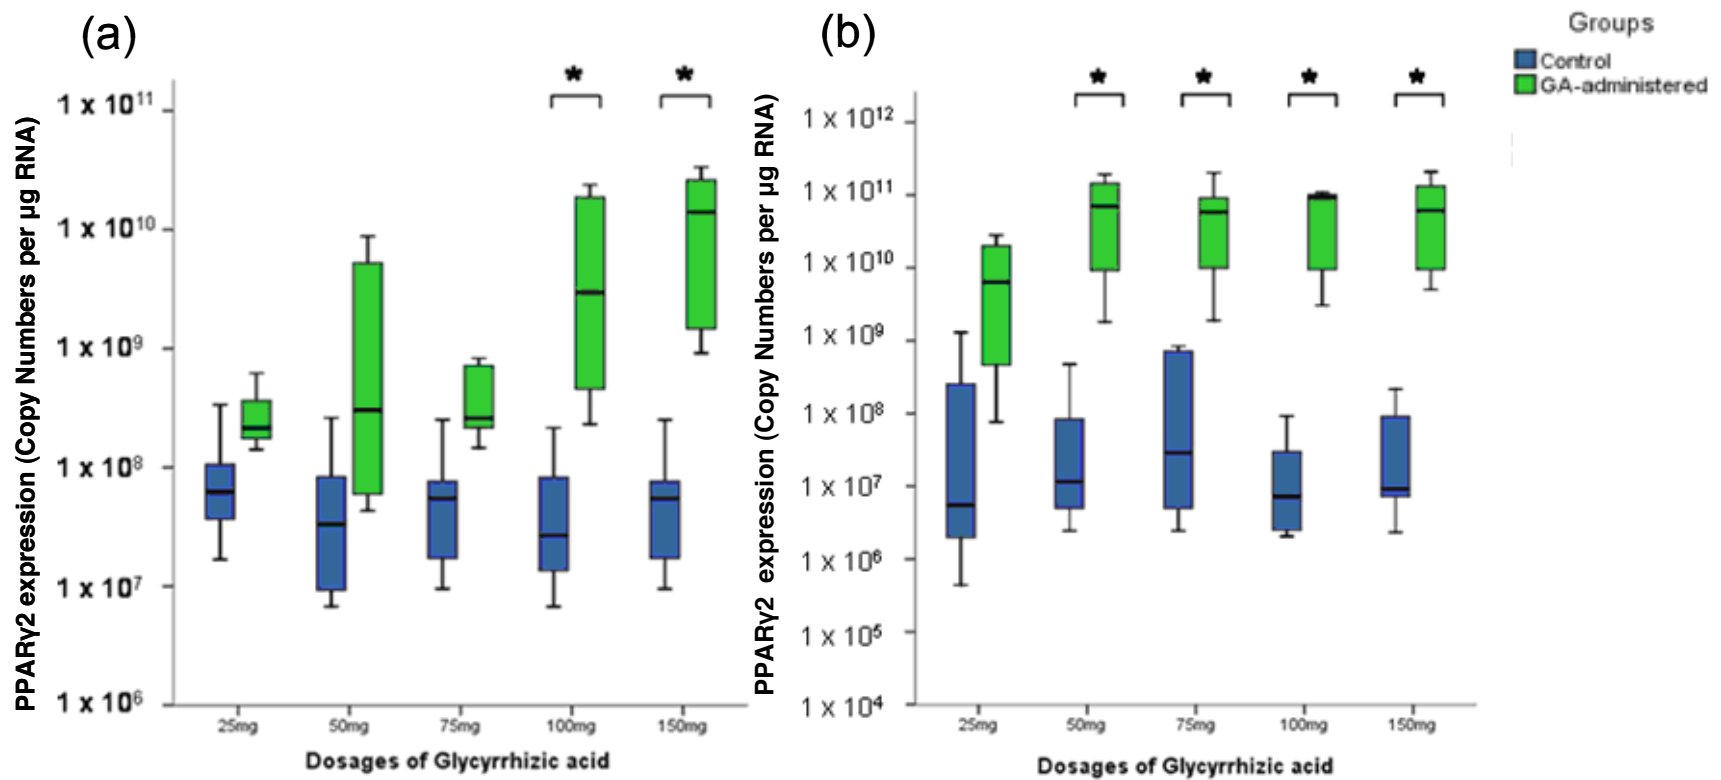 (a)
(b)
Groups
Control
GA-administered
PPARγ2 expression (Copy Numbers per µg RNA)
1 x 10¹¹
1 x 10¹⁰
1 x 10⁹
1 x 10⁸
1 x 10⁷
1 x 10⁶
* *
25mg 50mg 75mg 100mg 150mg
Dosages of Glycyrrhizic acid
PPARγ2 expression (Copy Numbers per µg RNA)
1 x 10¹²
1 x 10¹¹
1 x 10¹⁰
1 x 10⁹
1 x 10⁸
1 x 10⁷
1 x 10⁶
1 x 10⁵
1 x 10⁴
* * * *
25mg 50mg 75mg 100mg 150mg
Dosages of Glycyrrhizic acid